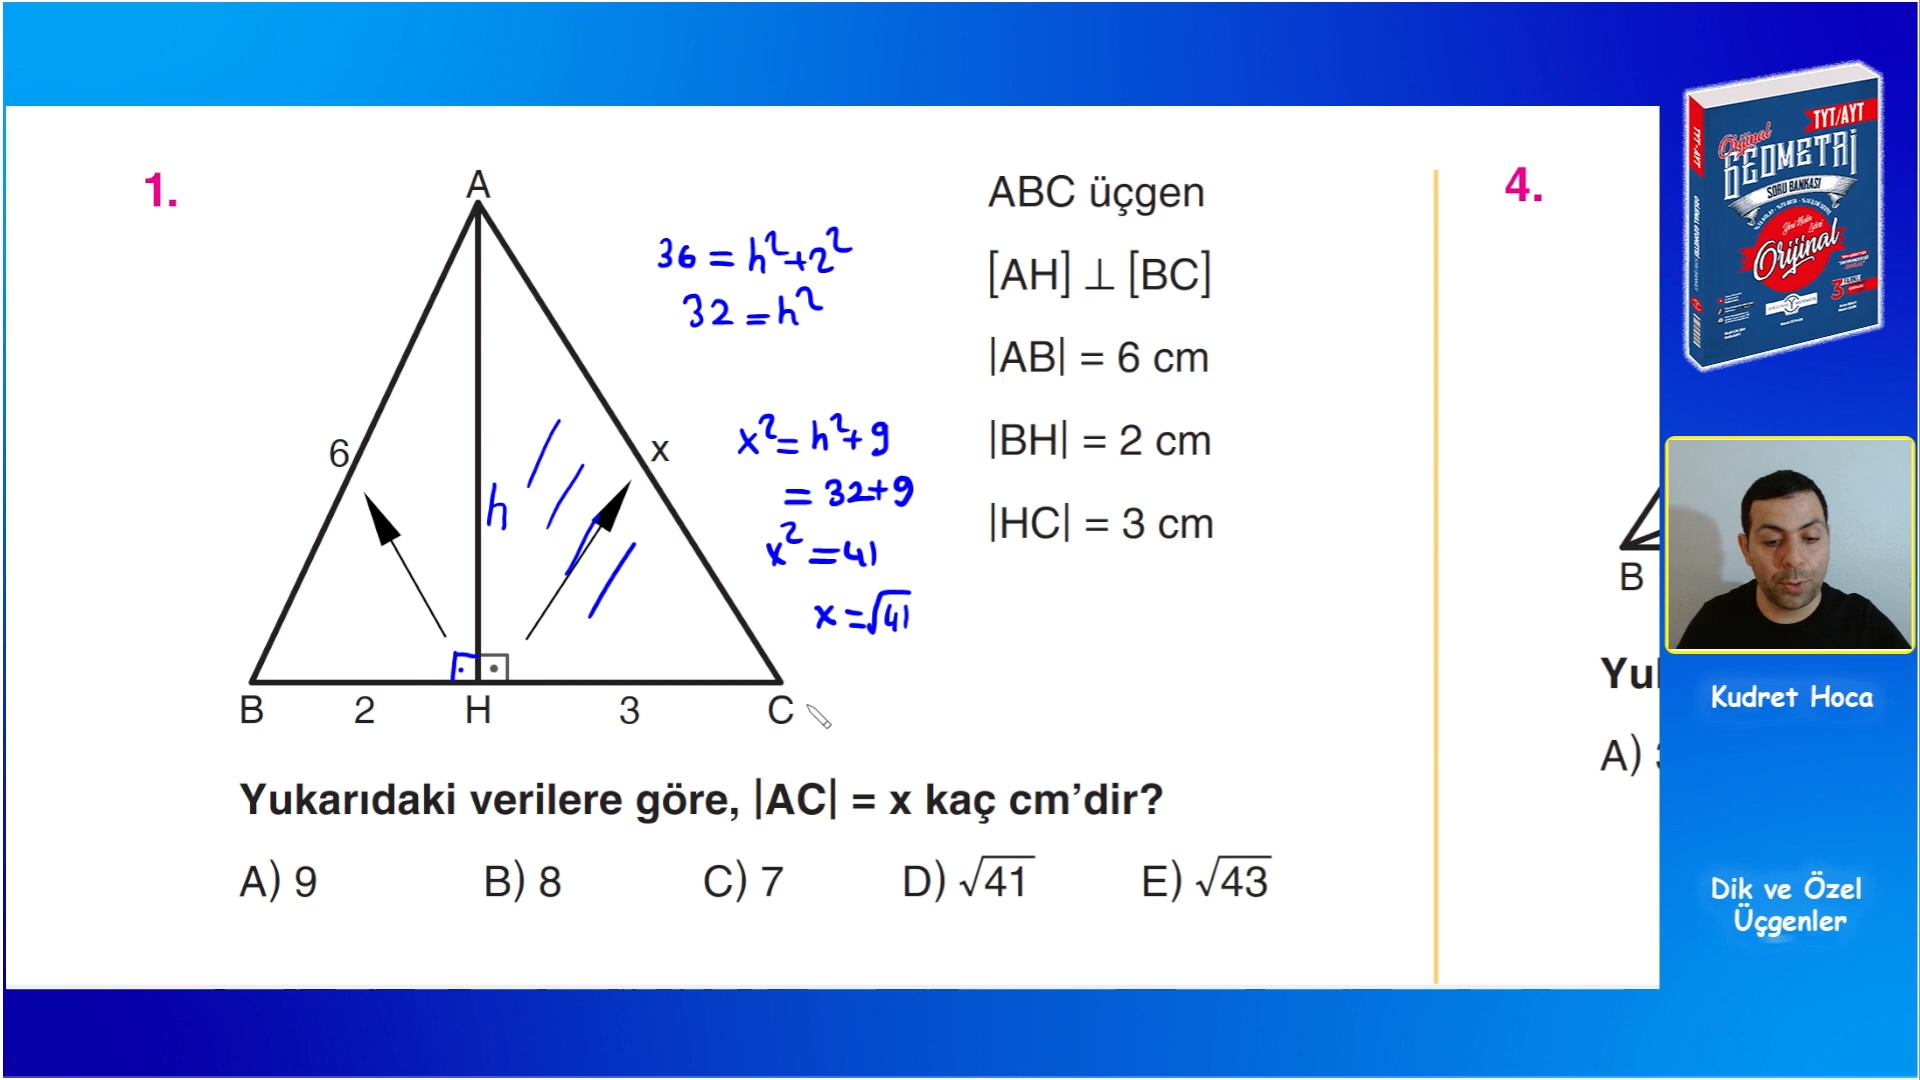 1.
A
6
h
x
B
2
H
3
C
36 = h²+2²
32 = h²
x² = h²+9
= 32+9
x² = 41
x = √41
ABC üçgen
[AH] ⊥ [BC]
|AB| = 6 cm
|BH| = 2 cm
|HC| = 3 cm
Yukarıdaki verilere göre, |AC| = x kaç cm’dir?
A) 9 B) 8 C) 7 D) √41 E) √43
4.
B
A)
TYT/AYT
Orijinal
GEOMETRİ
SORU BANKASI
Orijinal
TYT-AYT
Kudret Hoca
Dik ve Özel
Üçgenler